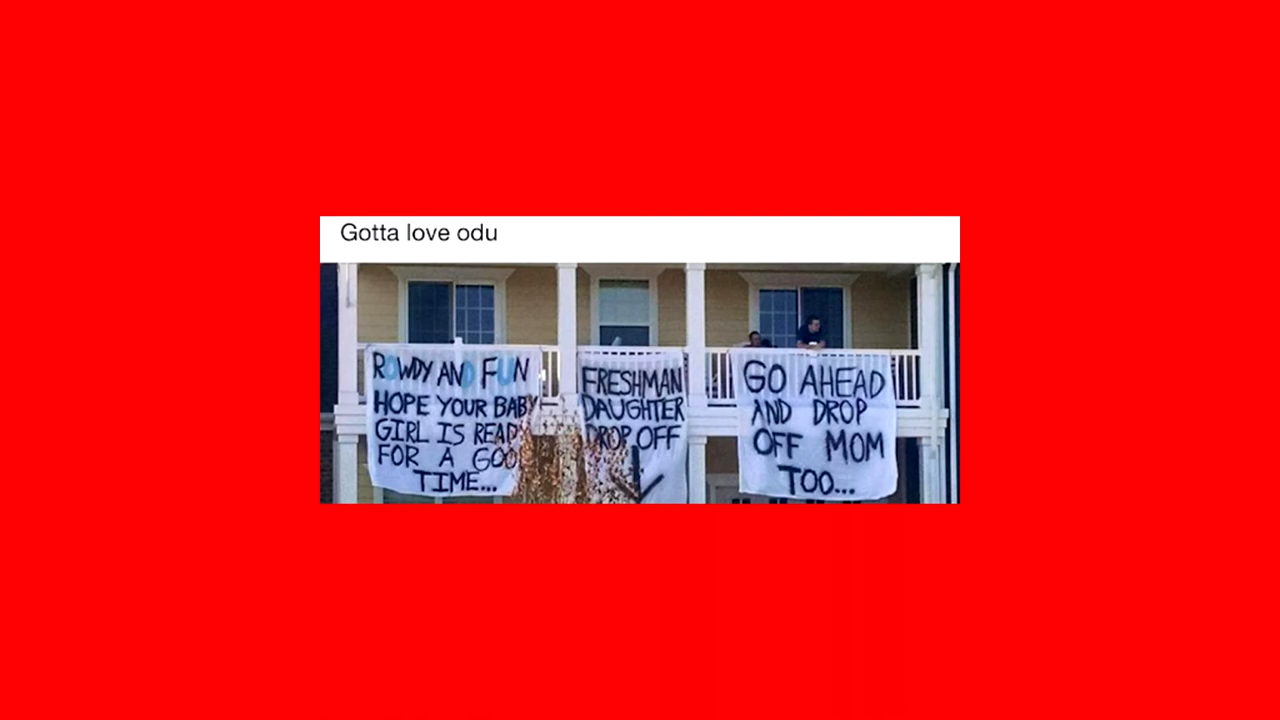 Gotta love odu
ROWDY AND FUN
HOPE YOUR BABY
GIRL IS READY
FOR A GOOD
TIME...
FRESHMAN
DAUGHTER
DROP OFF
GO AHEAD
AND DROP
OFF MOM
TOO...